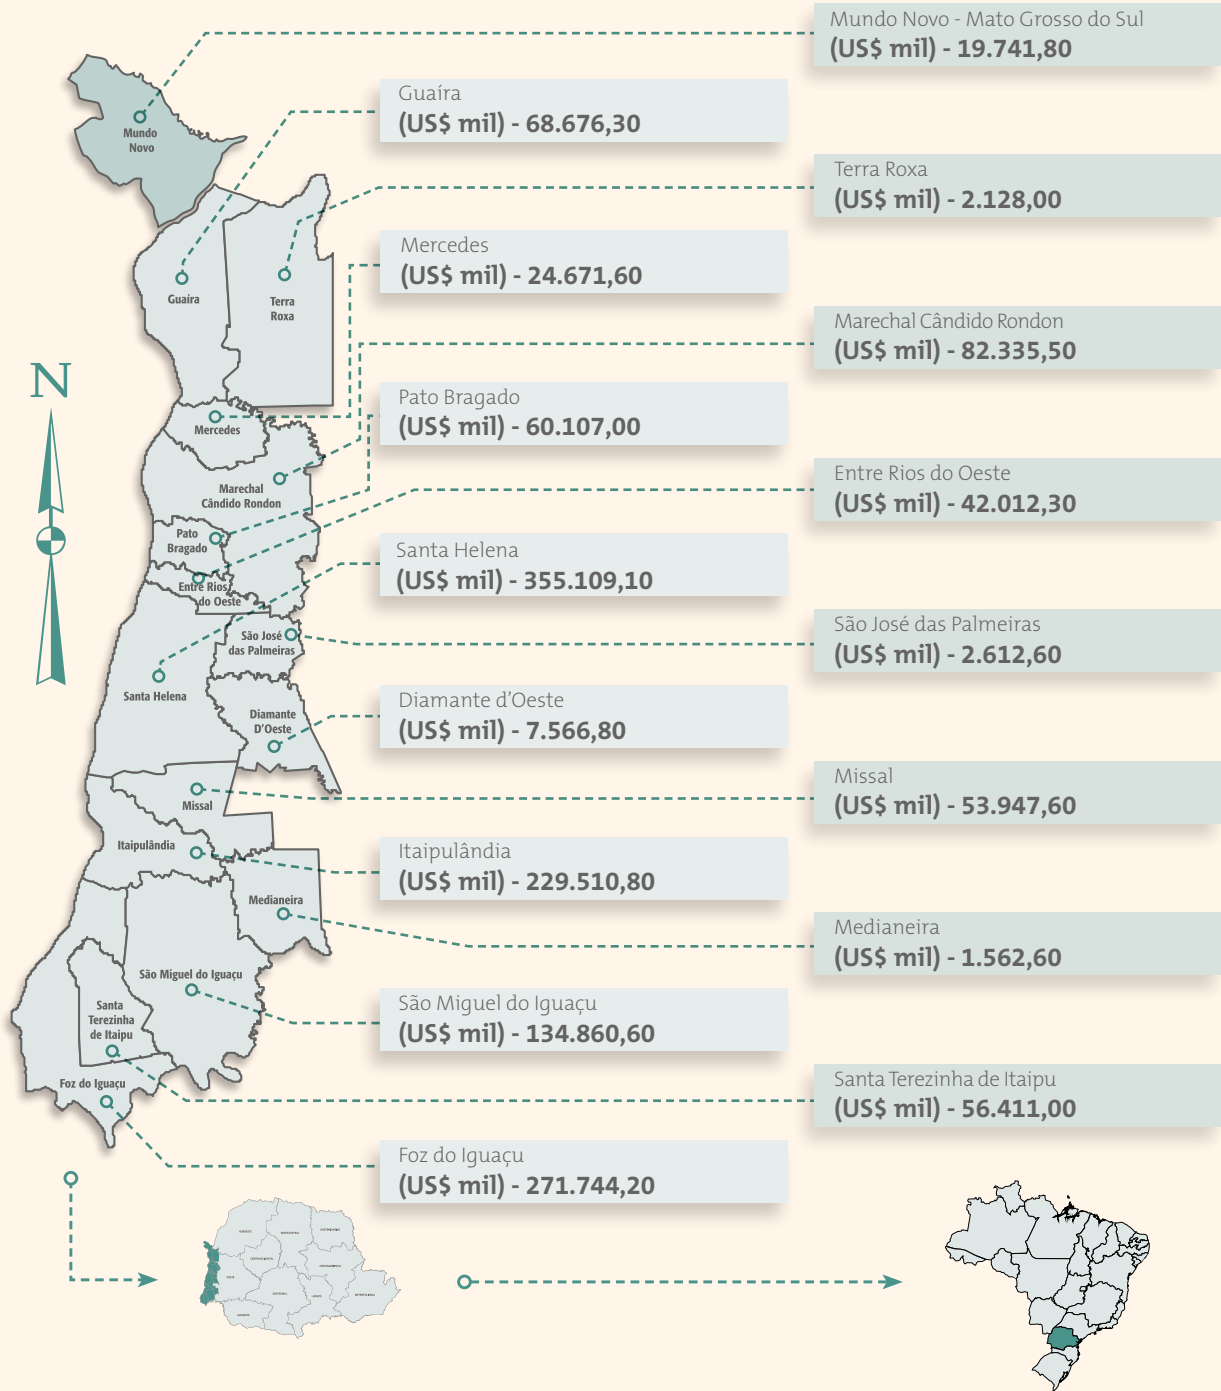 Mundo Novo - Mato Grosso do Sul
(US$ mil) - 19.741,80
Guaíra
(US$ mil) - 68.676,30
Terra Roxa
(US$ mil) - 2.128,00
Mercedes
(US$ mil) - 24.671,60
Marechal Cândido Rondon
(US$ mil) - 82.335,50
Pato Bragado
(US$ mil) - 60.107,00
Entre Rios do Oeste
(US$ mil) - 42.012,30
Santa Helena
(US$ mil) - 355.109,10
São José das Palmeiras
(US$ mil) - 2.612,60
Diamante d’Oeste
(US$ mil) - 7.566,80
Missal
(US$ mil) - 53.947,60
Itaipulândia
(US$ mil) - 229.510,80
Medianeira
(US$ mil) - 1.562,60
São Miguel do Iguaçu
(US$ mil) - 134.860,60
Santa Terezinha de Itaipu
(US$ mil) - 56.411,00
Foz do Iguaçu
(US$ mil) - 271.744,20
Mundo
Novo
Guaíra
Terra
Roxa
N
Mercedes
Marechal
Cândido Rondon
Pato
Bragado
Entre Rios
do Oeste
São José
das Palmeiras
Santa Helena
Diamante
D’Oeste
Missal
Itaipulândia
Medianeira
São Miguel do Iguaçu
Santa
Terezinha
de Itaipu
Foz do Iguaçu